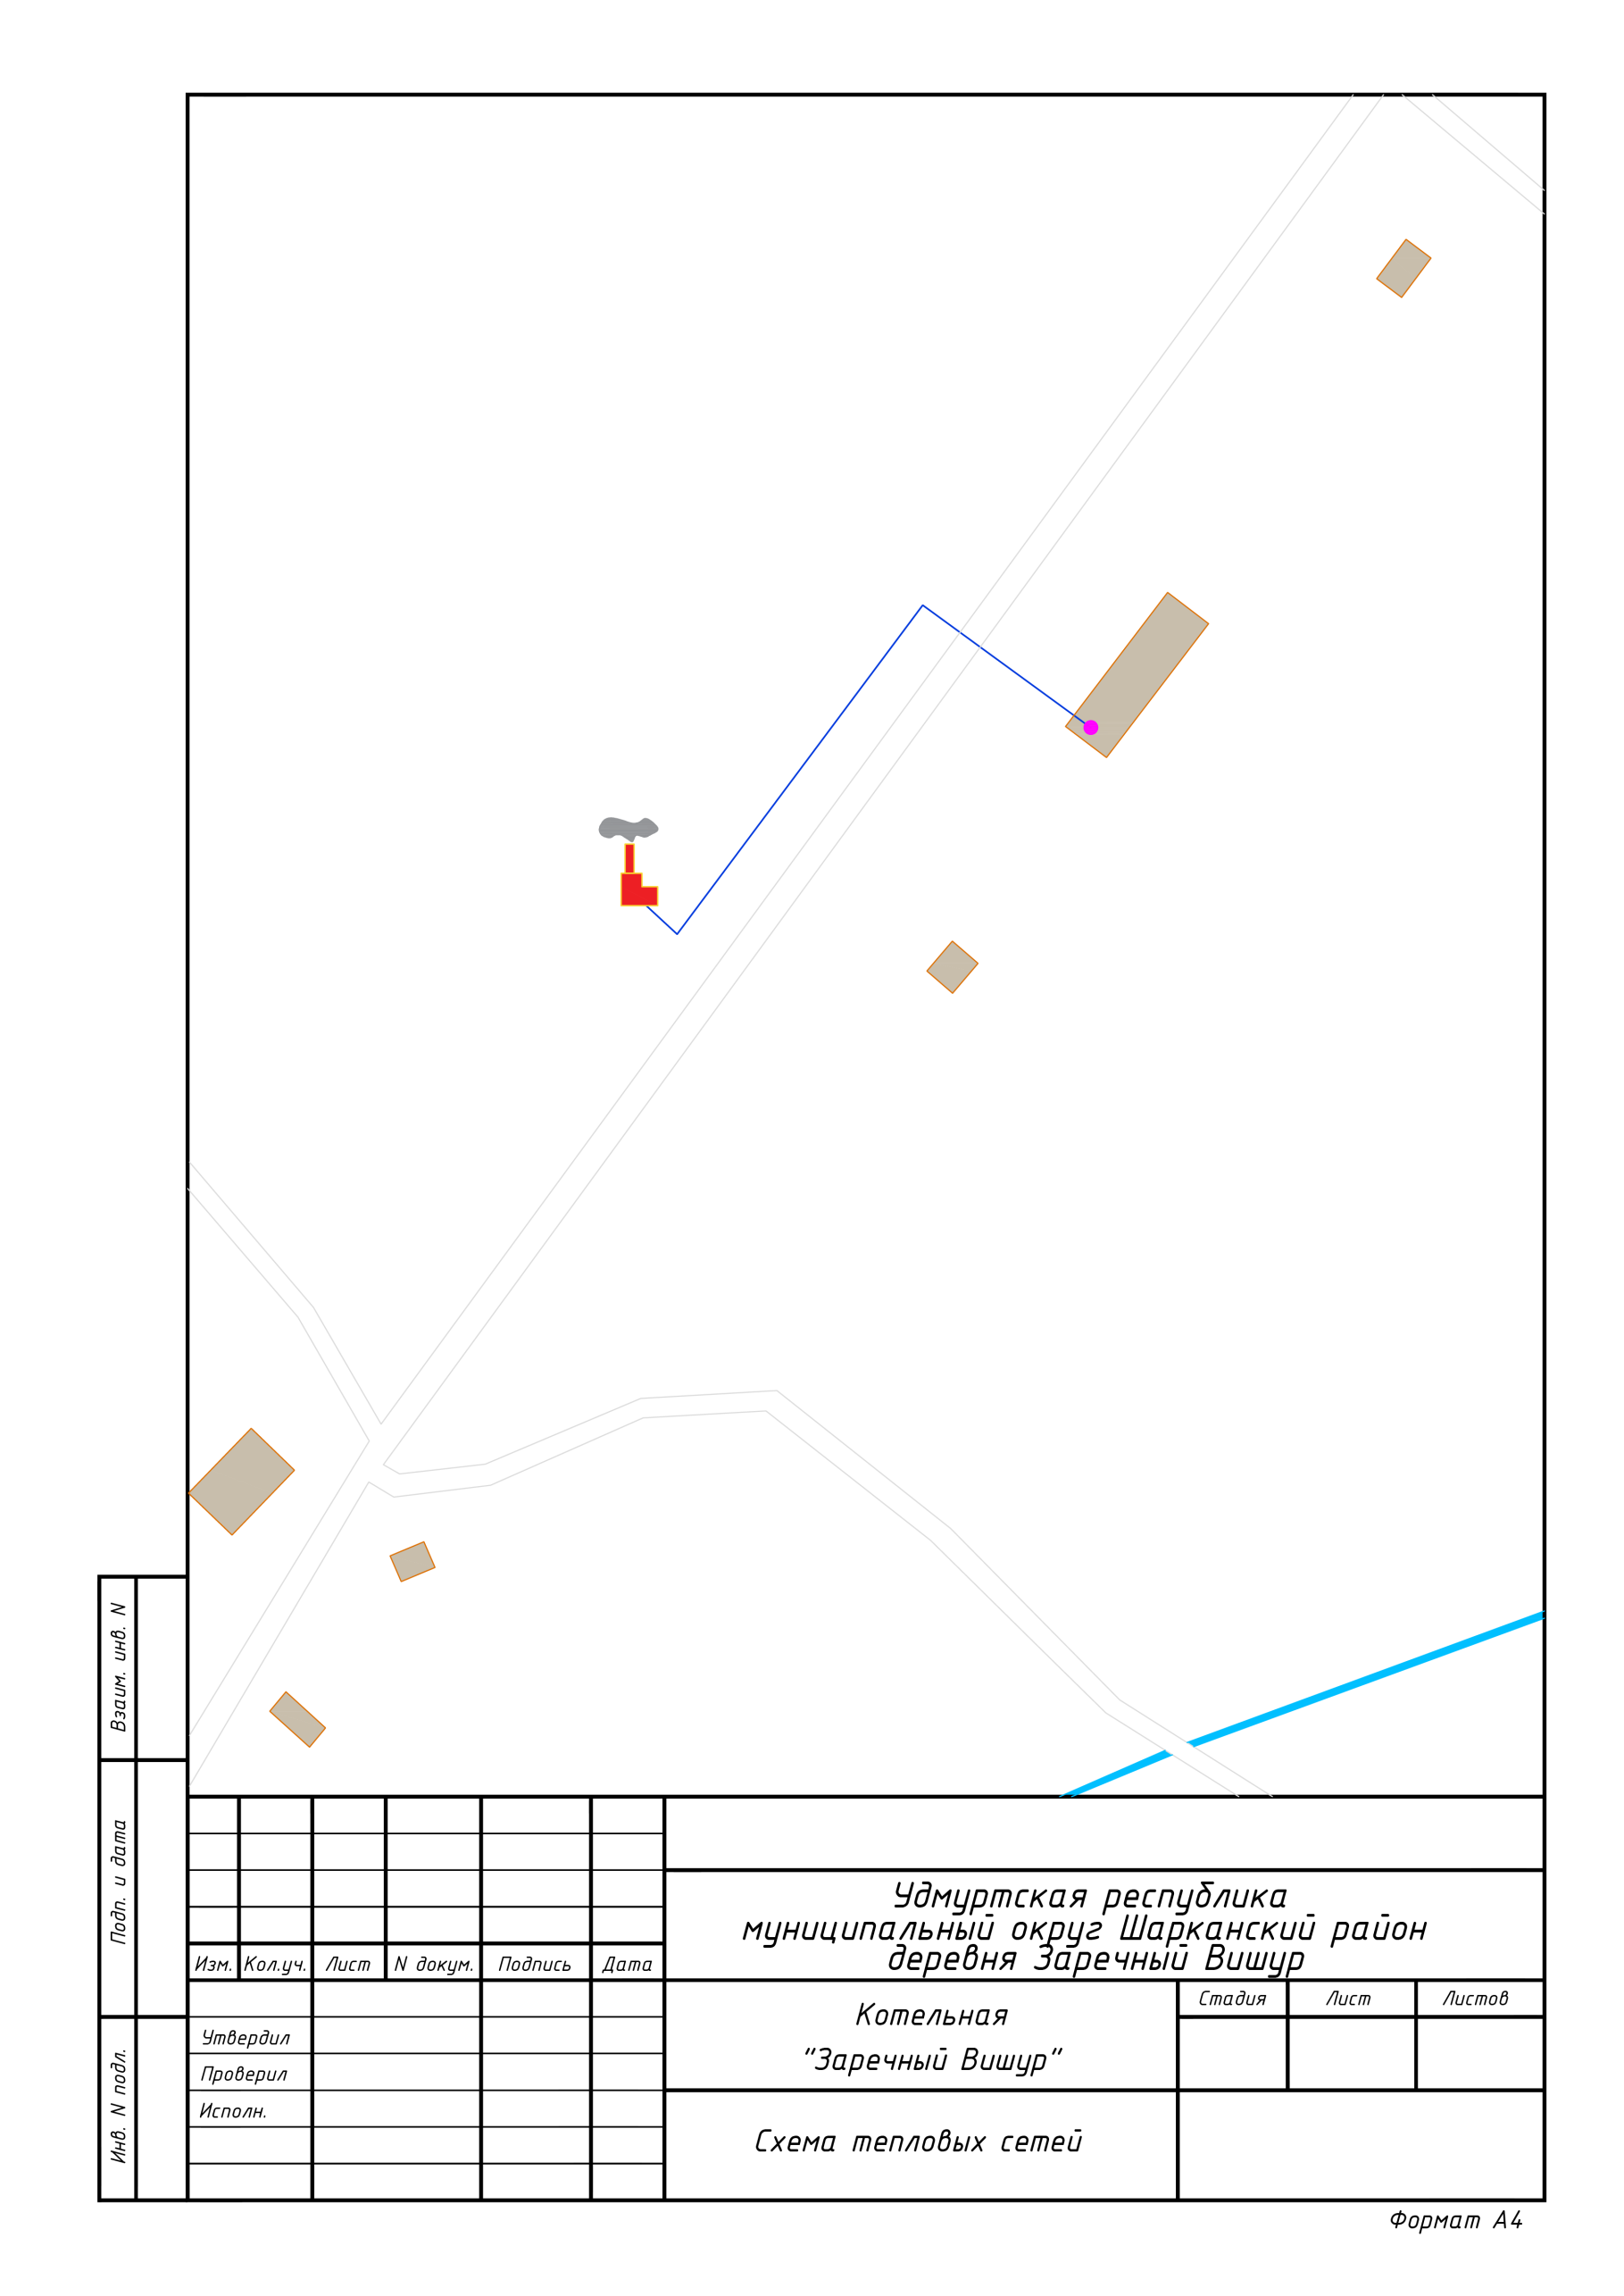 Удмуртская республика
муниципальный округ Шарканский район
деревня Заречный Вишур
Изм. Кол.уч. Лист N докум. Подпись Дата
Котельная
"Заречный Вишур"
Стадия Лист Листов
Утвердил
Проверил
Исполн.
Схема тепловых сетей
Взаим. инв. N
Подп. и дата
Инв. N подл.
Формат А4